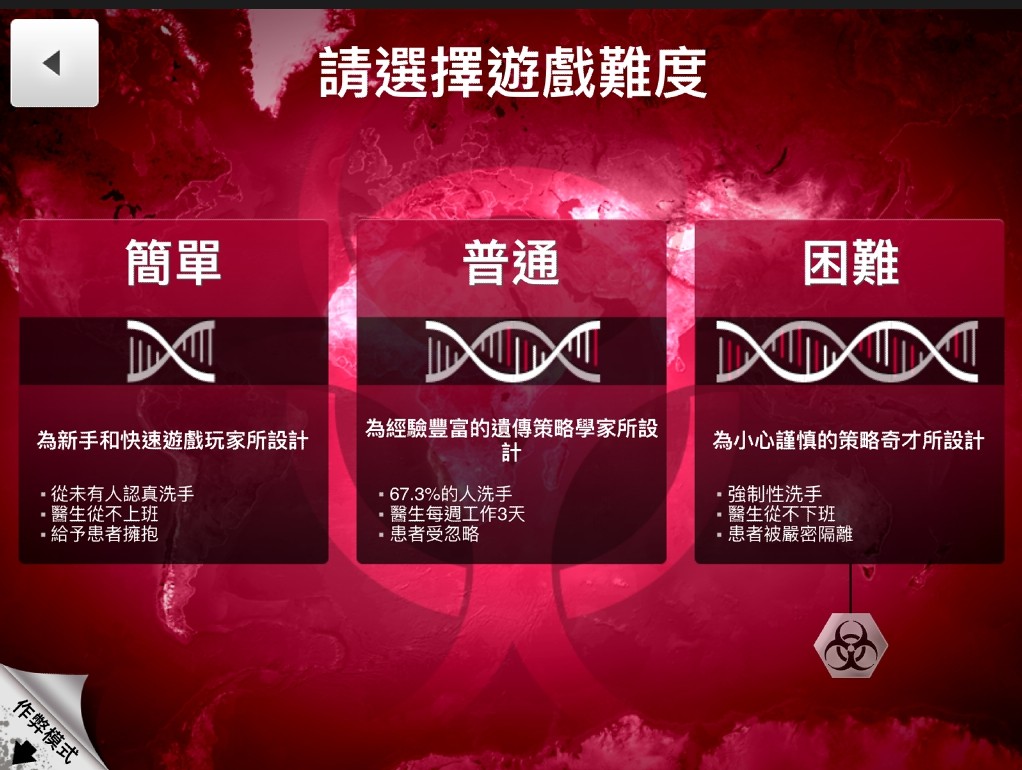 請選擇遊戲難度
簡單
普通
困難
為新手和快速遊戲玩家所設計
▪ 從未有人認真洗手
▪ 醫生從不上班
▪ 給予患者擁抱
為經驗豐富的遺傳策略學家所設
計
▪ 67.3%的人洗手
▪ 醫生每週工作3天
▪ 患者受忽略
為小心謹慎的策略奇才所設計
▪ 強制性洗手
▪ 醫生從不下班
▪ 患者被嚴密隔離
作弊模式